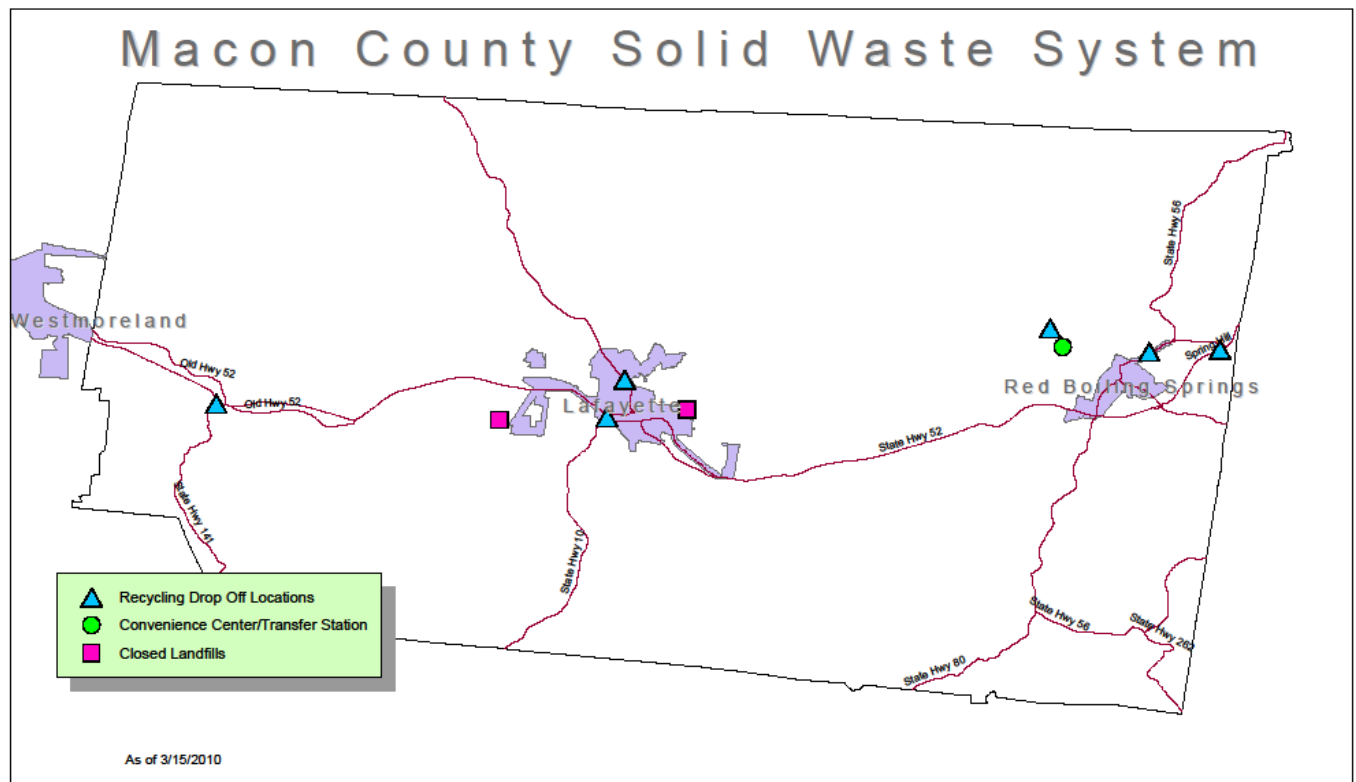 Macon County Solid Waste System
State Hwy 56
Westmoreland
Spring Hill
Old Hwy 52
Red Boiling Springs
Old Hwy 52
Lafayette
State Hwy 52
State Hwy 141
State Hwy 10
Recycling Drop Off Locations
Convenience Center/Transfer Station
Closed Landfills
State Hwy 56
State Hwy 262
State Hwy 80
As of 3/15/2010